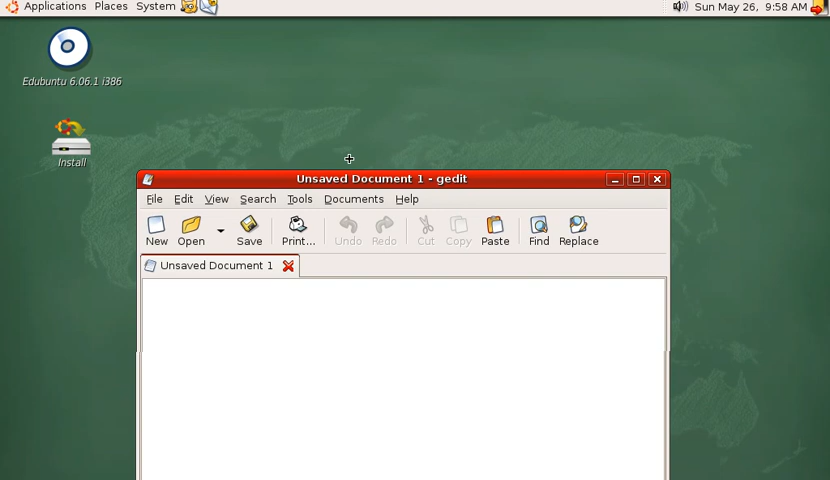 Applications Places System Sun May 26, 9:58 AM
Edubuntu 6.06.1 i386
Install
Unsaved Document 1 - gedit
File Edit View Search Tools Documents Help
New Open Save Print... Undo Redo Cut Copy Paste Find Replace
Unsaved Document 1